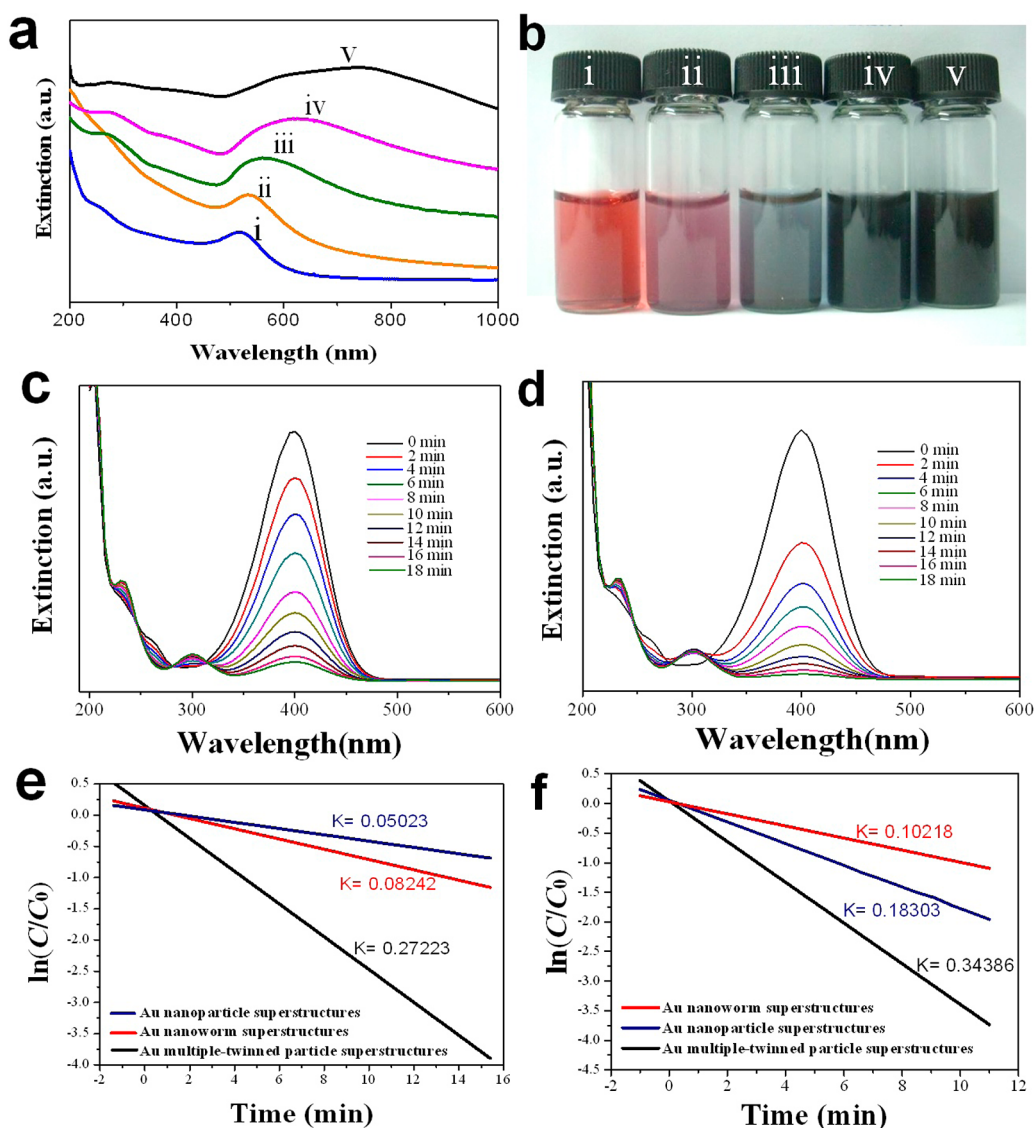 a
Extinction (a.u.)
v
iv
iii
ii
i
200 400 600 800 1000
Wavelength (nm)
b
i ii iii iv v
c
Extinction (a.u.)
0 min
2 min
4 min
6 min
8 min
10 min
12 min
14 min
16 min
18 min
200 300 400 500 600
Wavelength(nm)
d
Extinction (a.u.)
0 min
2 min
4 min
6 min
8 min
10 min
12 min
14 min
16 min
18 min
200 300 400 500 600
Wavelength(nm)
e
ln(C/C0)
0.5
0.0
-0.5
-1.0
-1.5
-2.0
-2.5
-3.0
-3.5
-4.0
K= 0.05023
K= 0.08242
K= 0.27223
Au nanoparticle superstructures
Au nanoworm superstructures
Au multiple-twinned particle superstructures
-2 0 2 4 6 8 10 12 14 16
Time (min)
f
ln(C/C0)
0.5
0.0
-0.5
-1.0
-1.5
-2.0
-2.5
-3.0
-3.5
-4.0
-4.5
K= 0.10218
K= 0.18303
K= 0.34386
Au nanoworm superstructures
Au nanoparticle superstructures
Au multiple-twinned particle superstructures
-2 0 2 4 6 8 10 12
Time (min)